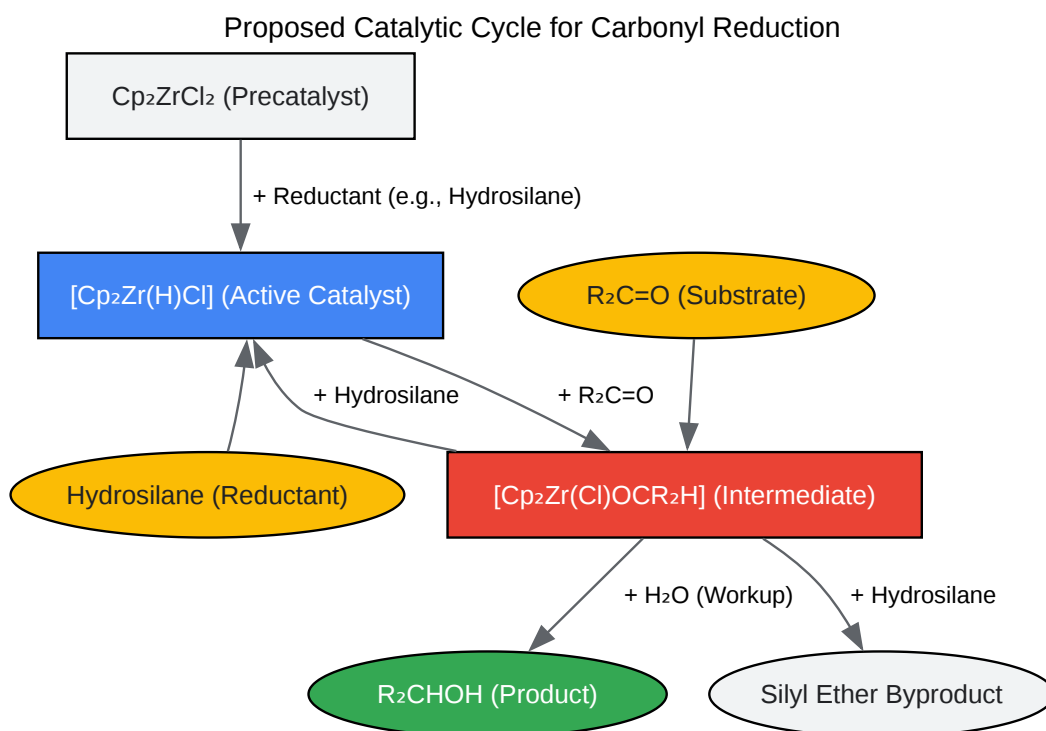 Proposed Catalytic Cycle for Carbonyl Reduction
Cp₂ZrCl₂ (Precatalyst)
+ Reductant (e.g., Hydrosilane)
[Cp₂Zr(H)Cl] (Active Catalyst)
R₂C=O (Substrate)
+ Hydrosilane
+ R₂C=O
Hydrosilane (Reductant)
[Cp₂Zr(Cl)OCR₂H] (Intermediate)
+ H₂O (Workup)
+ Hydrosilane
R₂CHOH (Product)
Silyl Ether Byproduct